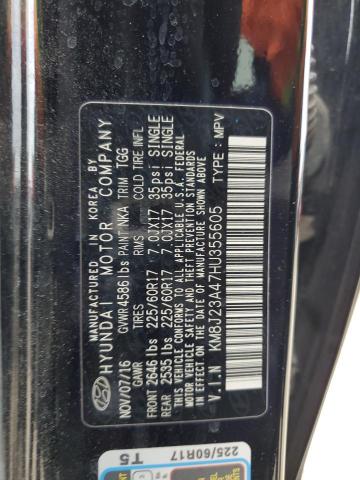 MANUFACTURED IN KOREA BY
HYUNDAI MOTOR COMPANY
NOV/07/16 GVWR 4586 lbs PAINT NKA TRIM TGG
GAWR TIRES RIMS COLD TIRE INFL
FRONT 2646 lbs 225/60R17 7.0JX17 35psi SINGLE
REAR 2535 lbs 225/60R17 7.0JX17 35psi SINGLE
THIS VEHICLE CONFORMS TO ALL APPLICABLE U.S.A. FEDERAL
MOTOR VEHICLE SAFETY AND THEFT PREVENTION STANDARDS
IN EFFECT ON THE DATE OF MANUFACTURE SHOWN ABOVE.
V.I.N KM8J23A47HU355605 TYPE : MPV
T5
225/60R17